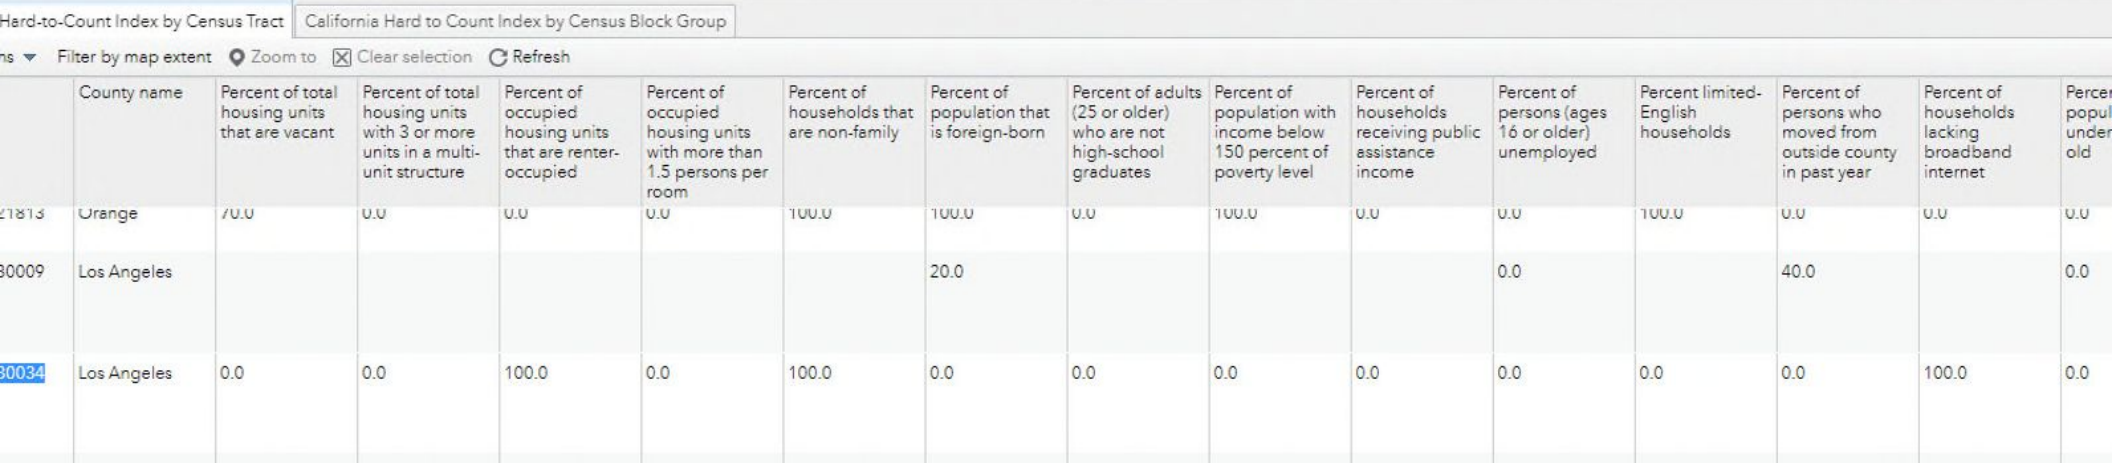 Hard-to-Count Index by Census Tract California Hard to Count Index by Census Block Group
Filter by map extent Zoom to Clear selection Refresh
County name
Percent of total
housing units
that are vacant
Percent of total
housing units
with 3 or more
units in a multi-
unit structure
Percent of
occupied
housing units
that are renter-
occupied
Percent of
occupied
housing units
with more than
1.5 persons per
room
Percent of
households that
are non-family
Percent of
population that
is foreign-born
Percent of adults
(25 or older)
who are not
high-school
graduates
Percent of
population with
income below
150 percent of
poverty level
Percent of
households
receiving public
assistance
income
Percent of
persons (ages
16 or older)
unemployed
Percent limited-
English
households
Percent of
persons who
moved from
outside county
in past year
Percent of
households
lacking
broadband
internet
under
old
21813 Orange 70.0 0.0 0.0 0.0 100.0 100.0 0.0 100.0 0.0 0.0 100.0 0.0 0.0 0.0
30009 Los Angeles 20.0 0.0 40.0 0.0
30034 Los Angeles 0.0 0.0 100.0 0.0 100.0 0.0 0.0 0.0 0.0 0.0 0.0 0.0 100.0 0.0